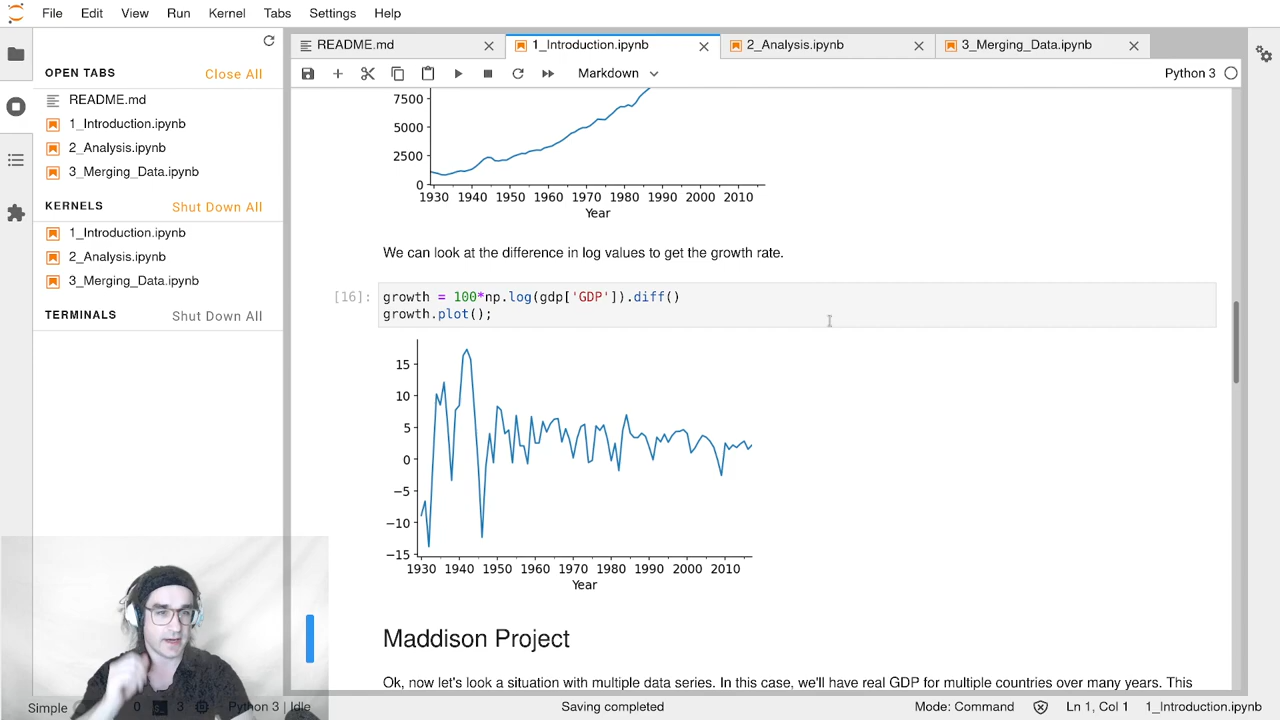 File Edit View Run Kernel Tabs Settings Help
OPEN TABS Close All
README.md
1_Introduction.ipynb
2_Analysis.ipynb
3_Merging_Data.ipynb
KERNELS Shut Down All
1_Introduction.ipynb
2_Analysis.ipynb
3_Merging_Data.ipynb
TERMINALS Shut Down All
README.md 1_Introduction.ipynb 2_Analysis.ipynb 3_Merging_Data.ipynb
Markdown Python 3
7500
5000
2500
0
1930 1940 1950 1960 1970 1980 1990 2000 2010
Year
We can look at the difference in log values to get the growth rate.
[16]: growth = 100*np.log(gdp['GDP']).diff()
growth.plot();
15
10
5
0
−5
−10
−15
1930 1940 1950 1960 1970 1980 1990 2000 2010
Year
Maddison Project
Ok, now let's look a situation with multiple data series. In this case, we'll have real GDP for multiple countries over many years. This
Simple 0 3 Python 3 | Idle Saving completed Mode: Command Ln 1, Col 1 1_Introduction.ipynb